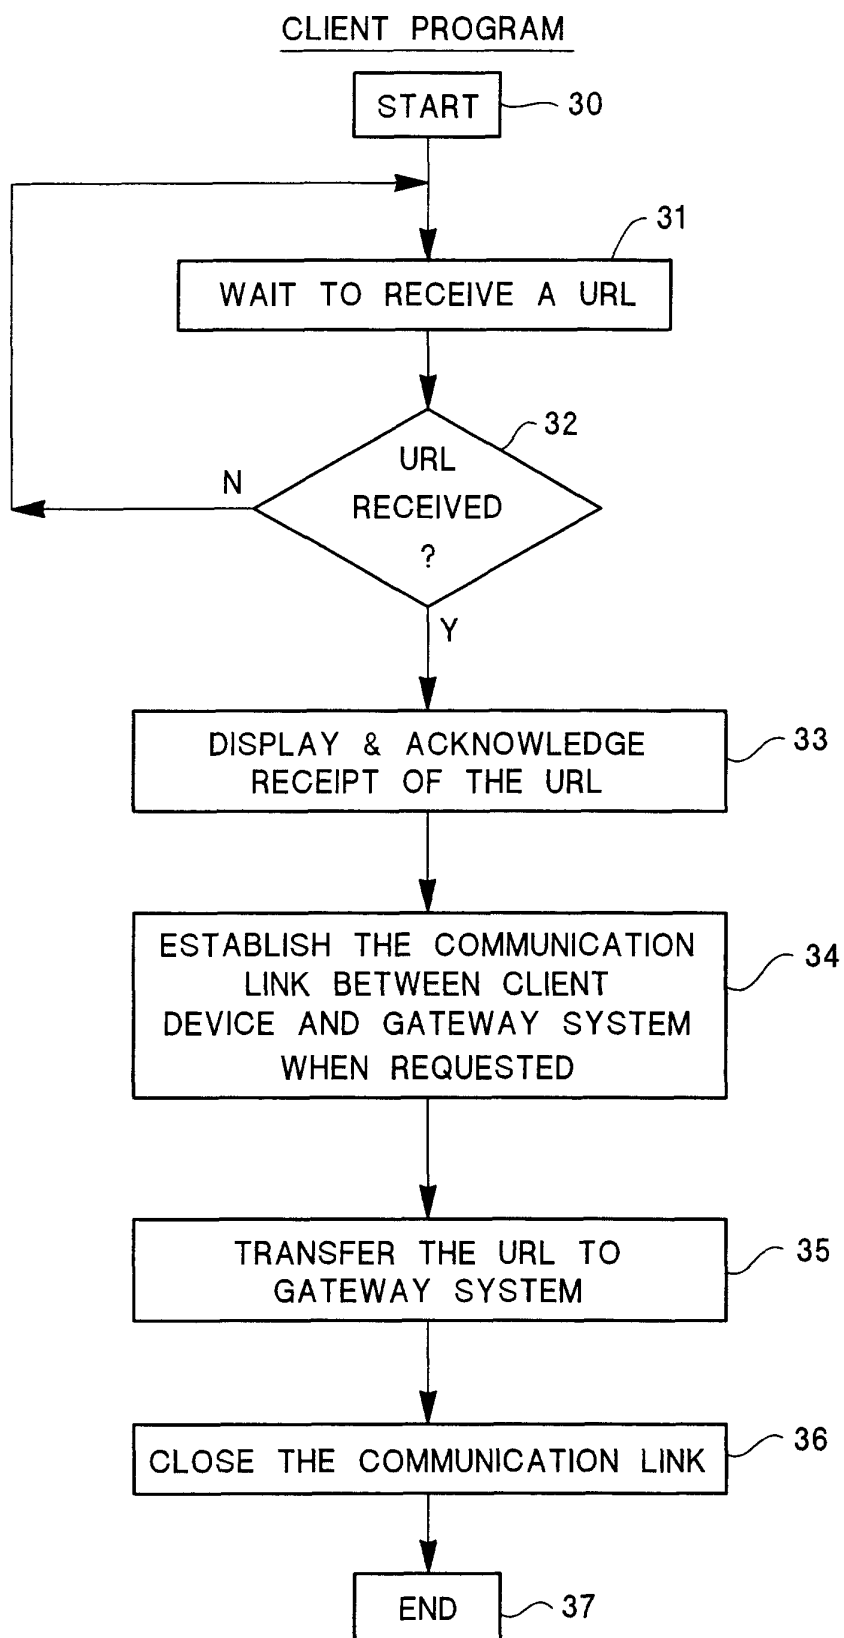 CLIENT PROGRAM
START
30
31
WAIT TO RECEIVE A URL
32
URL
RECEIVED
?
N
Y
DISPLAY & ACKNOWLEDGE
RECEIPT OF THE URL
33
ESTABLISH THE COMMUNICATION
LINK BETWEEN CLIENT
DEVICE AND GATEWAY SYSTEM
WHEN REQUESTED
34
TRANSFER THE URL TO
GATEWAY SYSTEM
35
CLOSE THE COMMUNICATION LINK
36
END
37